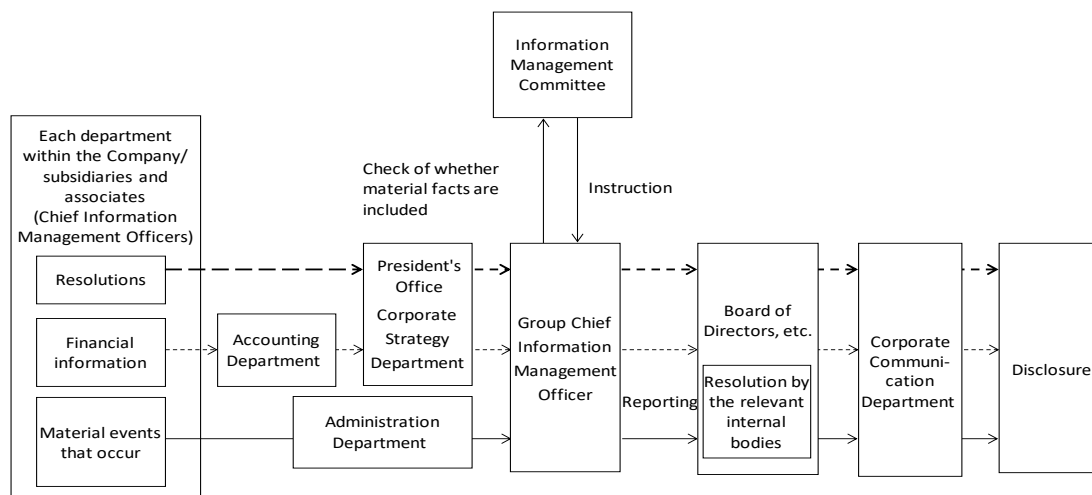 Information
Management
Committee
Each department
within the Company/
subsidiaries and
associates
(Chief Information
Management Officers)
Check of whether
material facts are
included
Instruction
Resolutions
President's
Office
Corporate
Strategy
Department
Financial
information
Accounting
Department
Group Chief
Information
Management
Officer
Board of
Directors, etc.
Corporate
Communi-
cation
Department
Disclosure
Material events
that occur
Administration
Department
Reporting
Resolution by
the relevant
internal
bodies